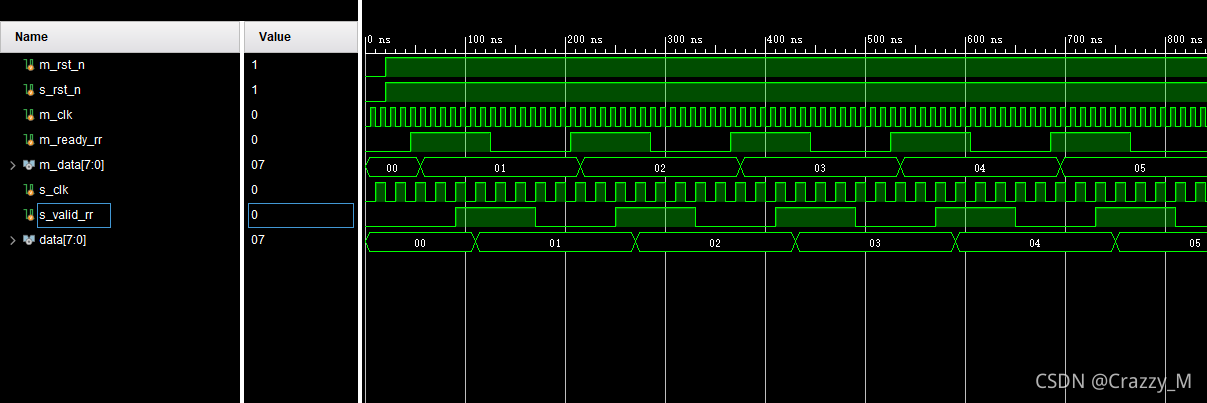 Name Value
0 ns 100 ns 200 ns 300 ns 400 ns 500 ns 600 ns 700 ns 800 ns
m_rst_n 1
s_rst_n 1
m_clk 0
m_ready_rr 0
m_data[7:0] 07 00 01 02 03 04 05
s_clk 0
s_valid_rr 0
data[7:0] 07 00 01 02 03 04 05
CSDN @Crazzy_M